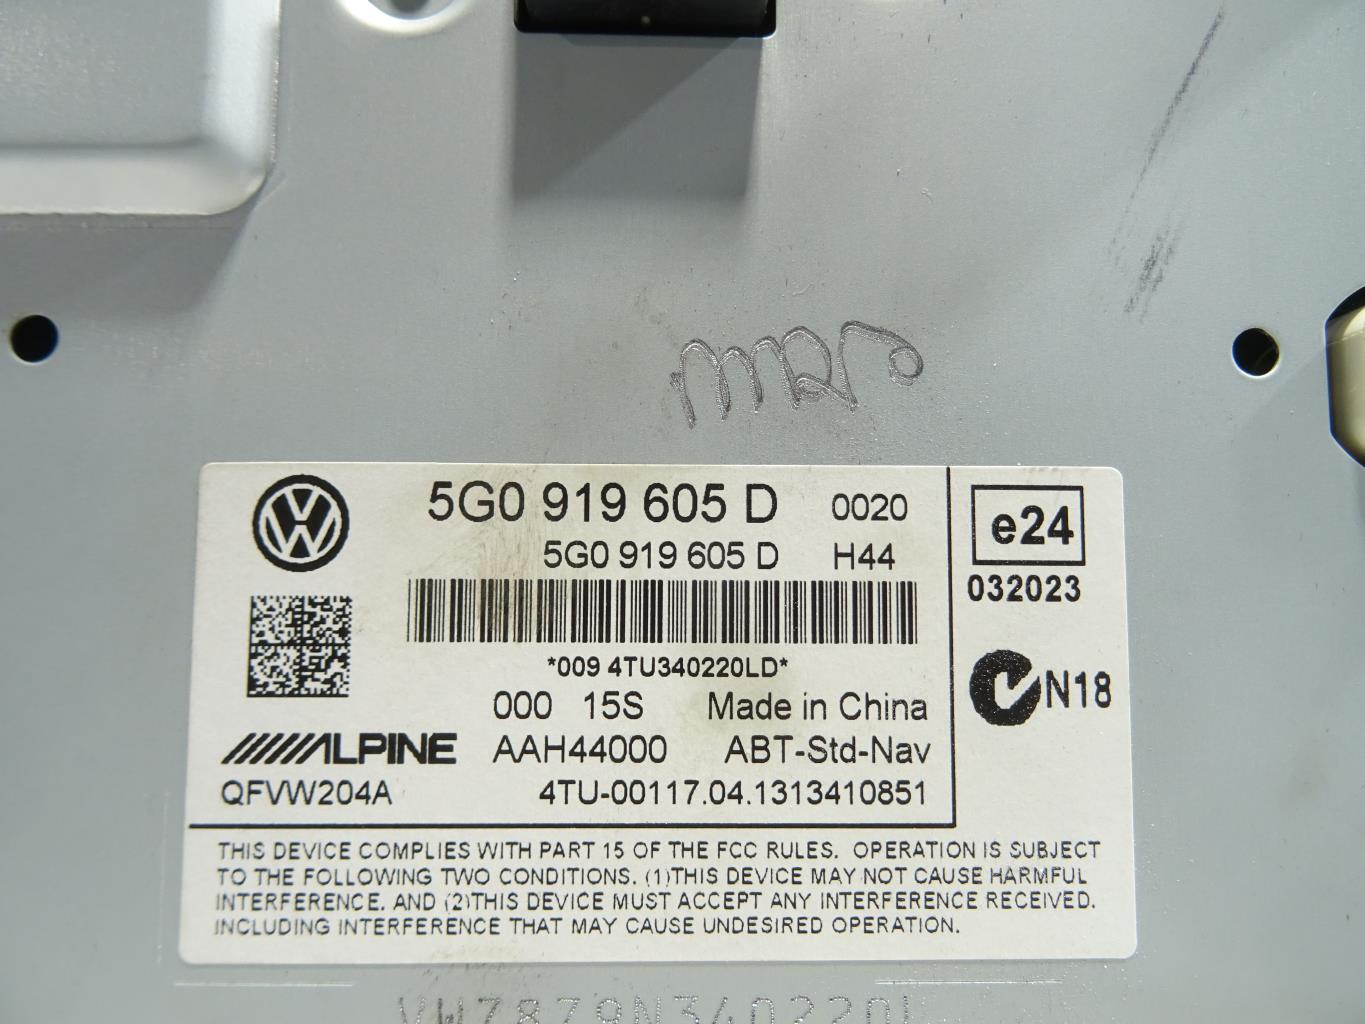 5G0 919 605 D 0020
5G0 919 605 D H44
*009 4TU340220LD*
000 15S Made in China
ALPINE AAH44000 ABT-Std-Nav
QFVW204A 4TU-00117.04.1313410851
e24
032023
N18
THIS DEVICE COMPLIES WITH PART 15 OF THE FCC RULES. OPERATION IS SUBJECT
TO THE FOLLOWING TWO CONDITIONS. (1)THIS DEVICE MAY NOT CAUSE HARMFUL
INTERFERENCE. AND (2)THIS DEVICE MUST ACCEPT ANY INTERFERENCE RECEIVED.
INCLUDING INTERFERENCE THAT MAY CAUSE UNDESIRED OPERATION.